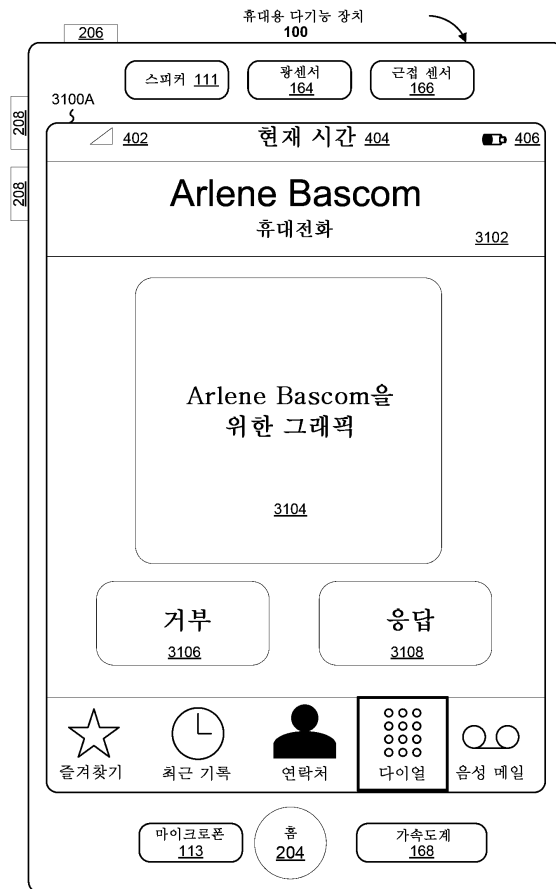 휴대용 다기능 장치
100
206
스피커 111
광센서
164
근접 센서
166
3100A
208
208
402
현재 시간 404
406
Arlene Bascom
휴대전화
3102
Arlene Bascom을
위한 그래픽
3104
거부
3106
응답
3108
즐겨찾기
최근 기록
연락처
다이얼
음성 메일
마이크로폰
113
홈
204
가속도계
168